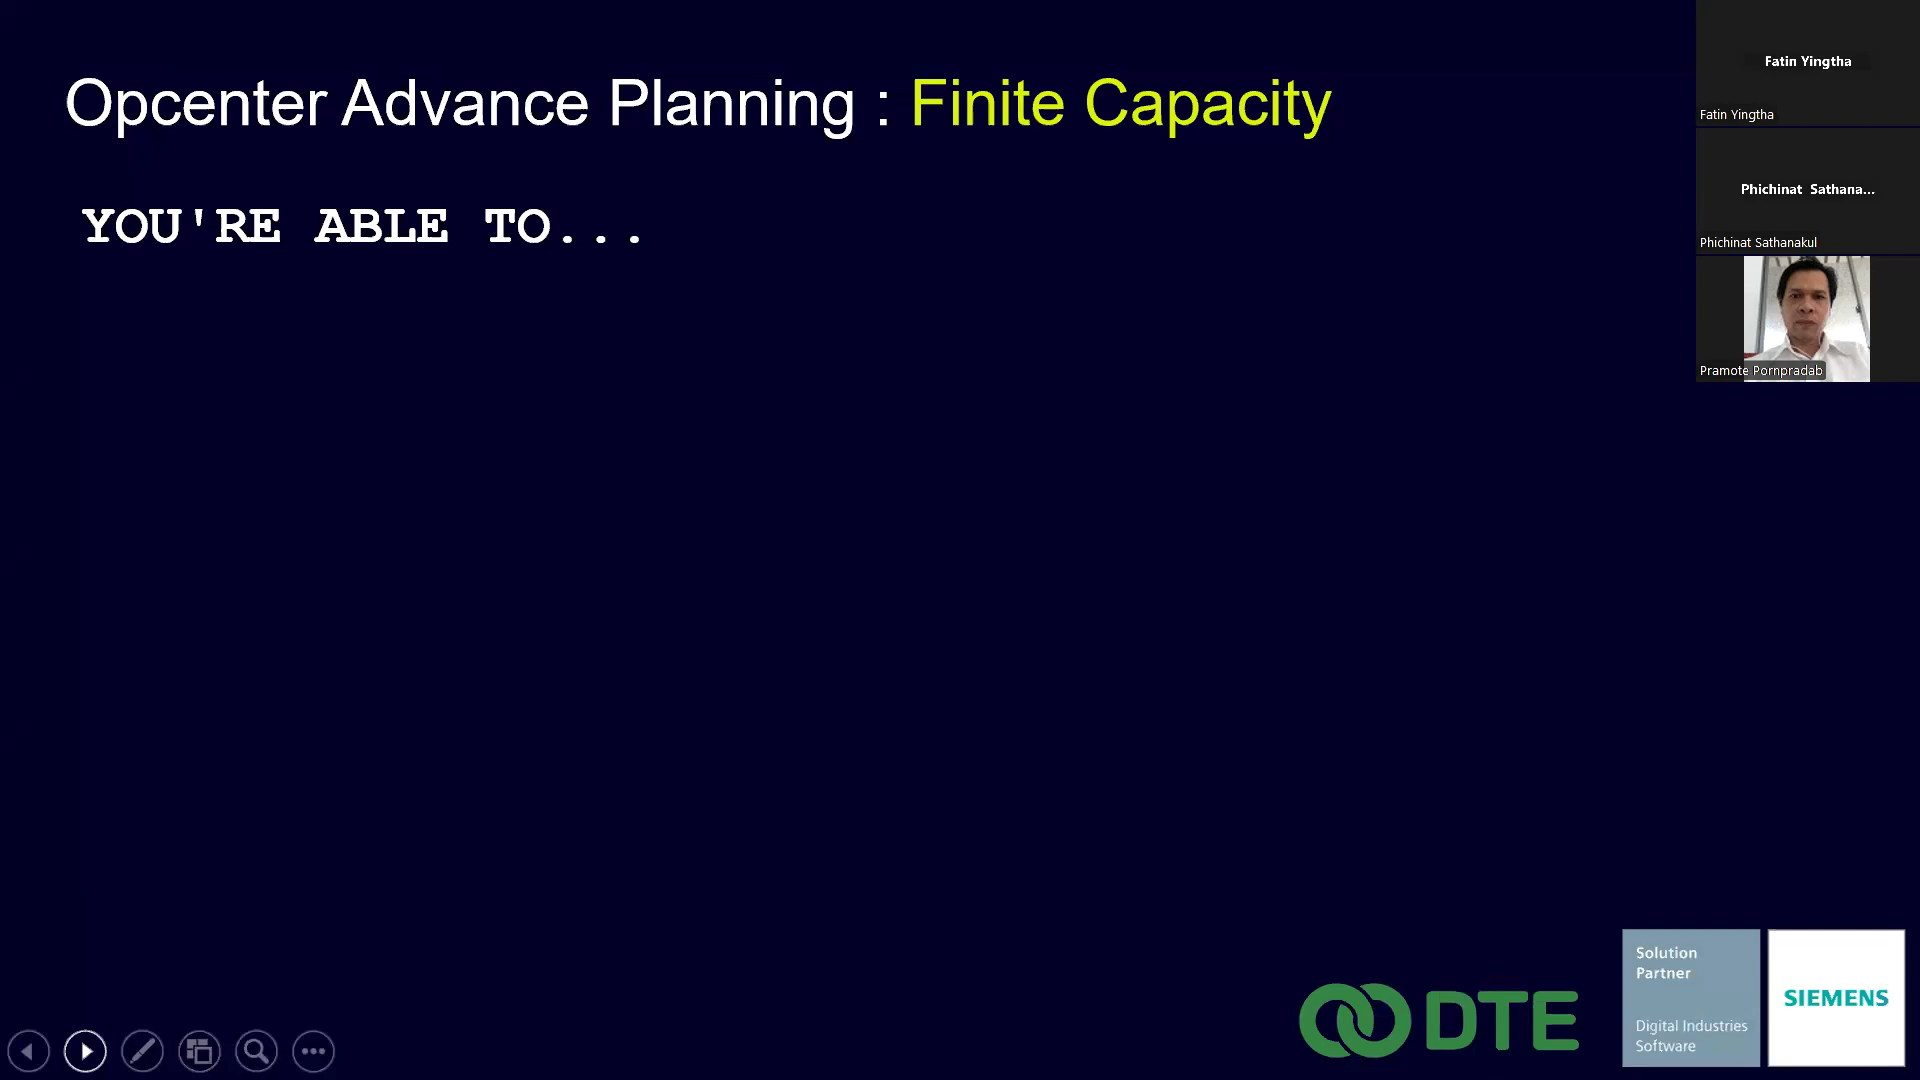 Opcenter Advance Planning : Finite Capacity
YOU'RE ABLE TO...
Fatin Yingtha
Fatin Yingtha
Phichinat Sathana...
Phichinat Sathanakul
Pramote Pornpradab
DTE
Solution
Partner
Digital Industries
Software
SIEMENS